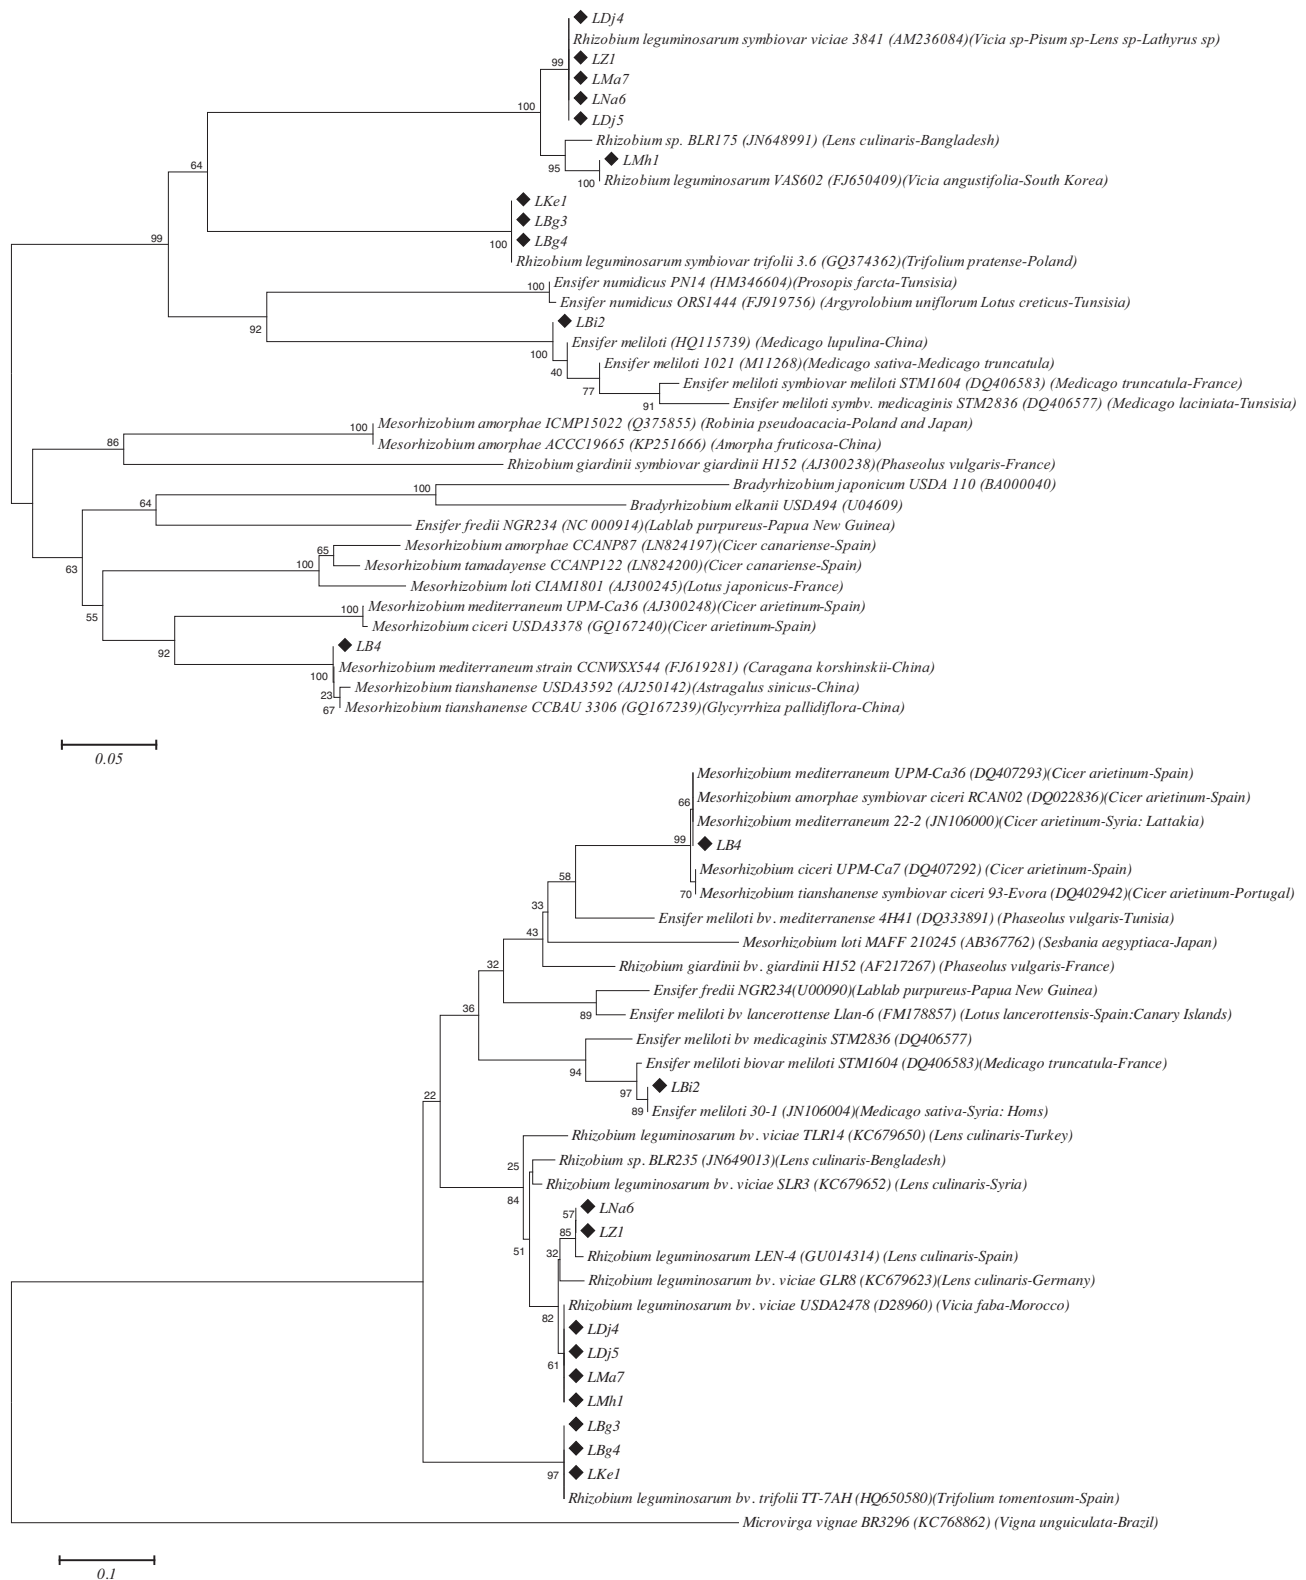 LDj4
Rhizobium leguminosarum symbiovar viciae 3841 (AM236084)(Vicia sp-Pisum sp-Lens sp-Lathyrus sp)
99
LZ1
LMa7
LNa6
100
LDj5
Rhizobium sp. BLR175 (JN648991) (Lens culinaris-Bangladesh)
LMh1
64
95
100
Rhizobium leguminosarum VAS602 (FJ650409)(Vicia angustifolia-South Korea)
LKe1
LBg3
99
100
LBg4
Rhizobium leguminosarum symbiovar trifolii 3.6 (GQ374362)(Trifolium pratense-Poland)
Ensifer numidicus PN14 (HM346604)(Prosopis farcta-Tunsisia)
100
Ensifer numidicus ORS1444 (FJ919756) (Argyrolobium uniflorum Lotus creticus-Tunsisia)
92
LBi2
Ensifer meliloti (HQ115739) (Medicago lupulina-China)
100
Ensifer meliloti 1021 (M11268)(Medicago sativa-Medicago truncatula)
40
Ensifer meliloti symbiovar meliloti STM1604 (DQ406583) (Medicago truncatula-France)
77
91
Ensifer meliloti symbv. medicaginis STM2836 (DQ406577) (Medicago laciniata-Tunsisia)
Mesorhizobium amorphae ICMP15022 (Q375855) (Robinia pseudoacacia-Poland and Japan)
100
86
Mesorhizobium amorphae ACCC19665 (KP251666) (Amorpha fruticosa-China)
Rhizobium giardinii symbiovar giardinii H152 (AJ300238)(Phaseolus vulgaris-France)
Bradyrhizobium japonicum USDA 110 (BA000040)
100
64
Bradyrhizobium elkanii USDA94 (U04609)
Ensifer fredii NGR234 (NC 000914)(Lablab purpureus-Papua New Guinea)
Mesorhizobium amorphae CCANP87 (LN824197)(Cicer canariense-Spain)
65
63
100
Mesorhizobium tamadayense CCANP122 (LN824200)(Cicer canariense-Spain)
Mesorhizobium loti CIAM1801 (AJ300245)(Lotus japonicus-France)
55
Mesorhizobium mediterraneum UPM-Ca36 (AJ300248)(Cicer arietinum-Spain)
100
Mesorhizobium ciceri USDA3378 (GQ167240)(Cicer arietinum-Spain)
92
LB4
Mesorhizobium mediterraneum strain CCNWSX544 (FJ619281) (Caragana korshinskii-China)
100
Mesorhizobium tianshanense USDA3592 (AJ250142)(Astragalus sinicus-China)
23
67
Mesorhizobium tianshanense CCBAU 3306 (GQ167239)(Glycyrrhiza pallidiflora-China)
0.05
Mesorhizobium mediterraneum UPM-Ca36 (DQ407293)(Cicer arietinum-Spain)
66
Mesorhizobium amorphae symbiovar ciceri RCAN02 (DQ022836)(Cicer arietinum-Spain)
Mesorhizobium mediterraneum 22-2 (JN106000)(Cicer arietinum-Syria: Lattakia)
99
LB4
Mesorhizobium ciceri UPM-Ca7 (DQ407292) (Cicer arietinum-Spain)
58
70
Mesorhizobium tianshanense symbiovar ciceri 93-Evora (DQ402942)(Cicer arietinum-Portugal)
33
Ensifer meliloti bv. mediterranense 4H41 (DQ333891) (Phaseolus vulgaris-Tunisia)
43
Mesorhizobium loti MAFF 210245 (AB367762) (Sesbania aegyptiaca-Japan)
32
Rhizobium giardinii bv. giardinii H152 (AF217267) (Phaseolus vulgaris-France)
Ensifer fredii NGR234(U00090)(Lablab purpureus-Papua New Guinea)
36
89
Ensifer meliloti bv lancerottense Llan-6 (FM178857) (Lotus lancerottensis-Spain:Canary Islands)
Ensifer meliloti bv medicaginis STM2836 (DQ406577)
94
Ensifer meliloti biovar meliloti STM1604 (DQ406583)(Medicago truncatula-France)
97
LBi2
22
89
Ensifer meliloti 30-1 (JN106004)(Medicago sativa-Syria: Homs)
Rhizobium leguminosarum bv. viciae TLR14 (KC679650) (Lens culinaris-Turkey)
25
Rhizobium sp. BLR235 (JN649013)(Lens culinaris-Bengladesh)
84
Rhizobium leguminosarum bv. viciae SLR3 (KC679652) (Lens culinaris-Syria)
57
LNa6
85
LZ1
51
32
Rhizobium leguminosarum LEN-4 (GU014314) (Lens culinaris-Spain)
Rhizobium leguminosarum bv. viciae GLR8 (KC679623)(Lens culinaris-Germany)
Rhizobium leguminosarum bv. viciae USDA2478 (D28960) (Vicia faba-Morocco)
82
LDj4
LDj5
61
LMa7
LMh1
LBg3
LBg4
97
LKe1
Rhizobium leguminosarum bv. trifolii TT-7AH (HQ650580)(Trifolium tomentosum-Spain)
Microvirga vignae BR3296 (KC768862) (Vigna unguiculata-Brazil)
0.1